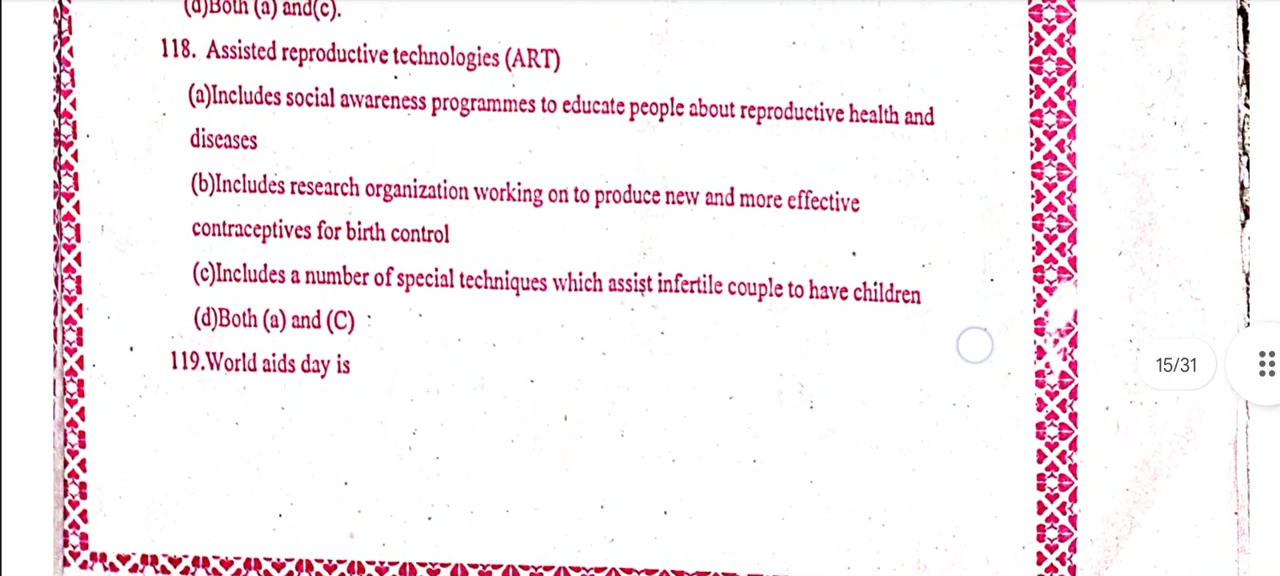 (d)Both (a) and(c).
118. Assisted reproductive technologies (ART)
(a)Includes social awareness programmes to educate people about reproductive health and
diseases
(b)Includes research organization working on to produce new and more effective
contraceptives for birth control
(c)Includes a number of special techniques which assist infertile couple to have children
(d)Both (a) and (C)
119.World aids day is
15/31